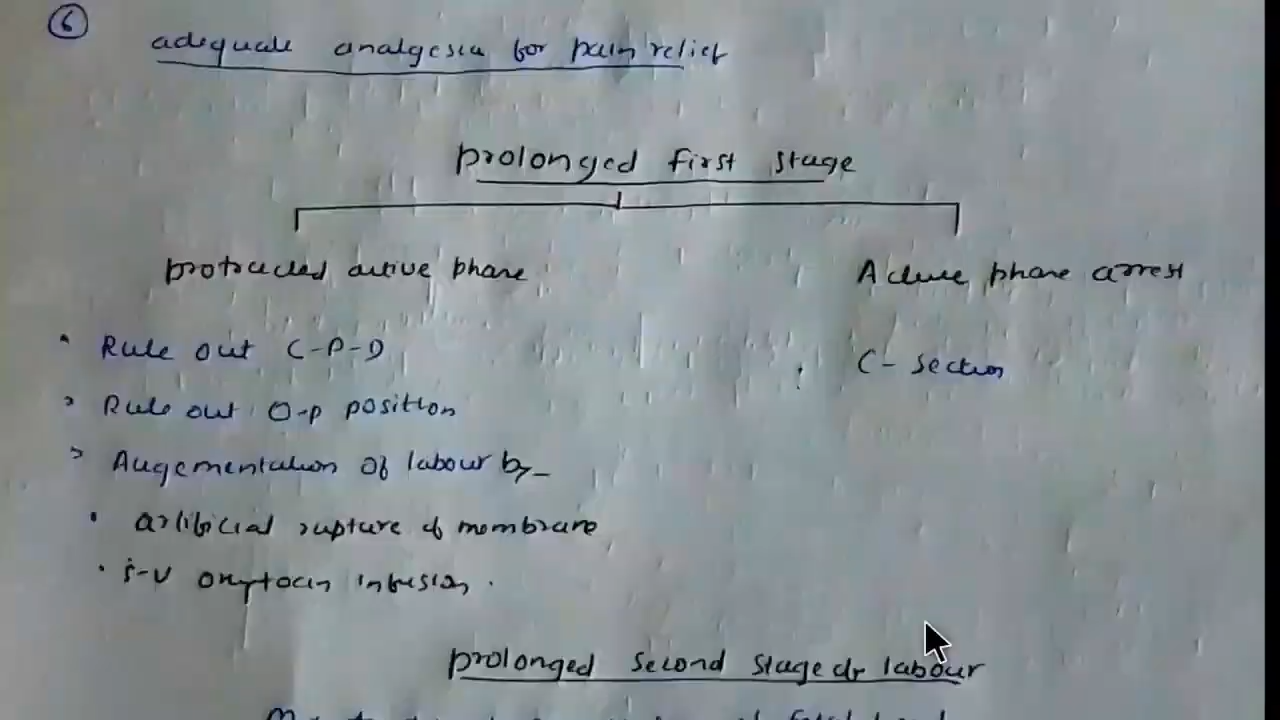 6
adequate analgesia for pain relief
prolonged first stage
protracted active phase
Active phase arrest
Rule out C-P-D
C- section
Rule out O-P position
Augementation of labour by-
artificial rupture of membrane
i-v oxytocin infusion.
prolonged second stage of labour